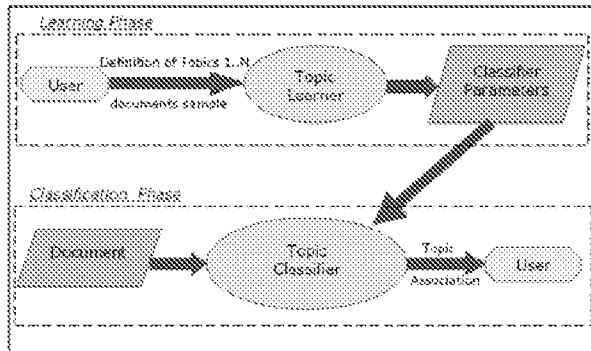 Learning Phase
Definition of Topics 1..N
User
documents sample
Topic
Learner
Classifier
Parameters
Classification Phase
Document
Topic
Classifier
Topic
Association
User